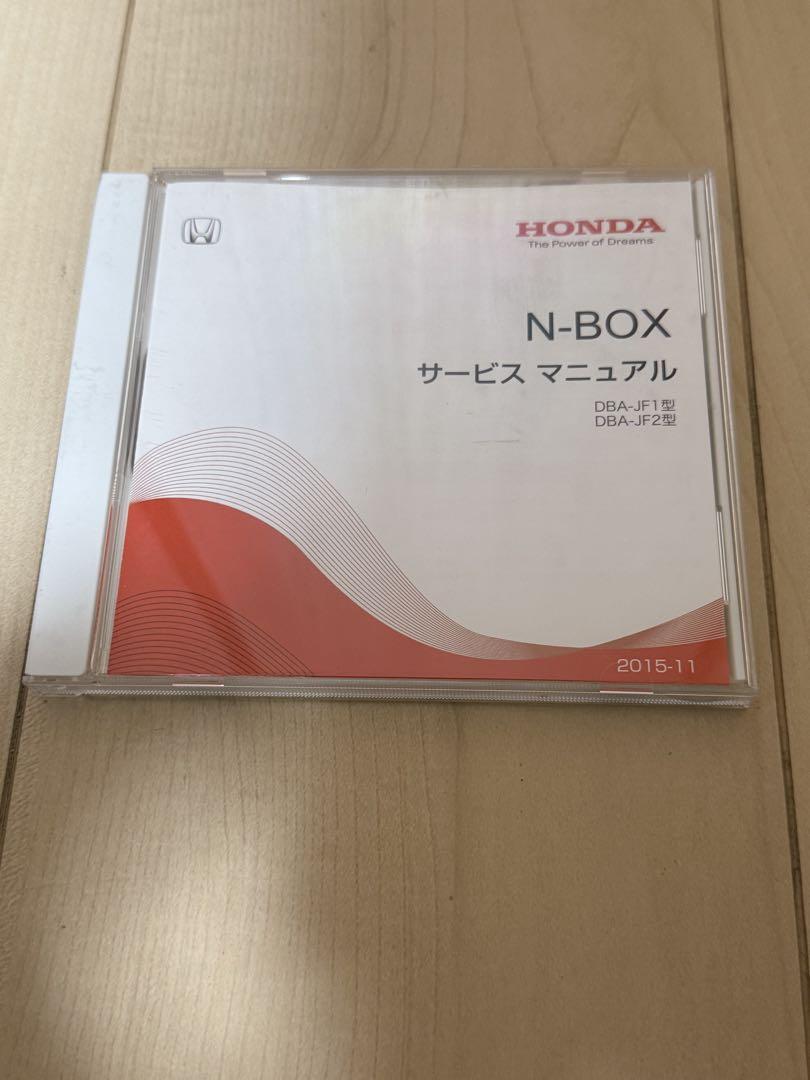 HONDA
The Power of Dreams
N-BOX
サービス マニュアル
DBA-JF1型
DBA-JF2型
2015-11